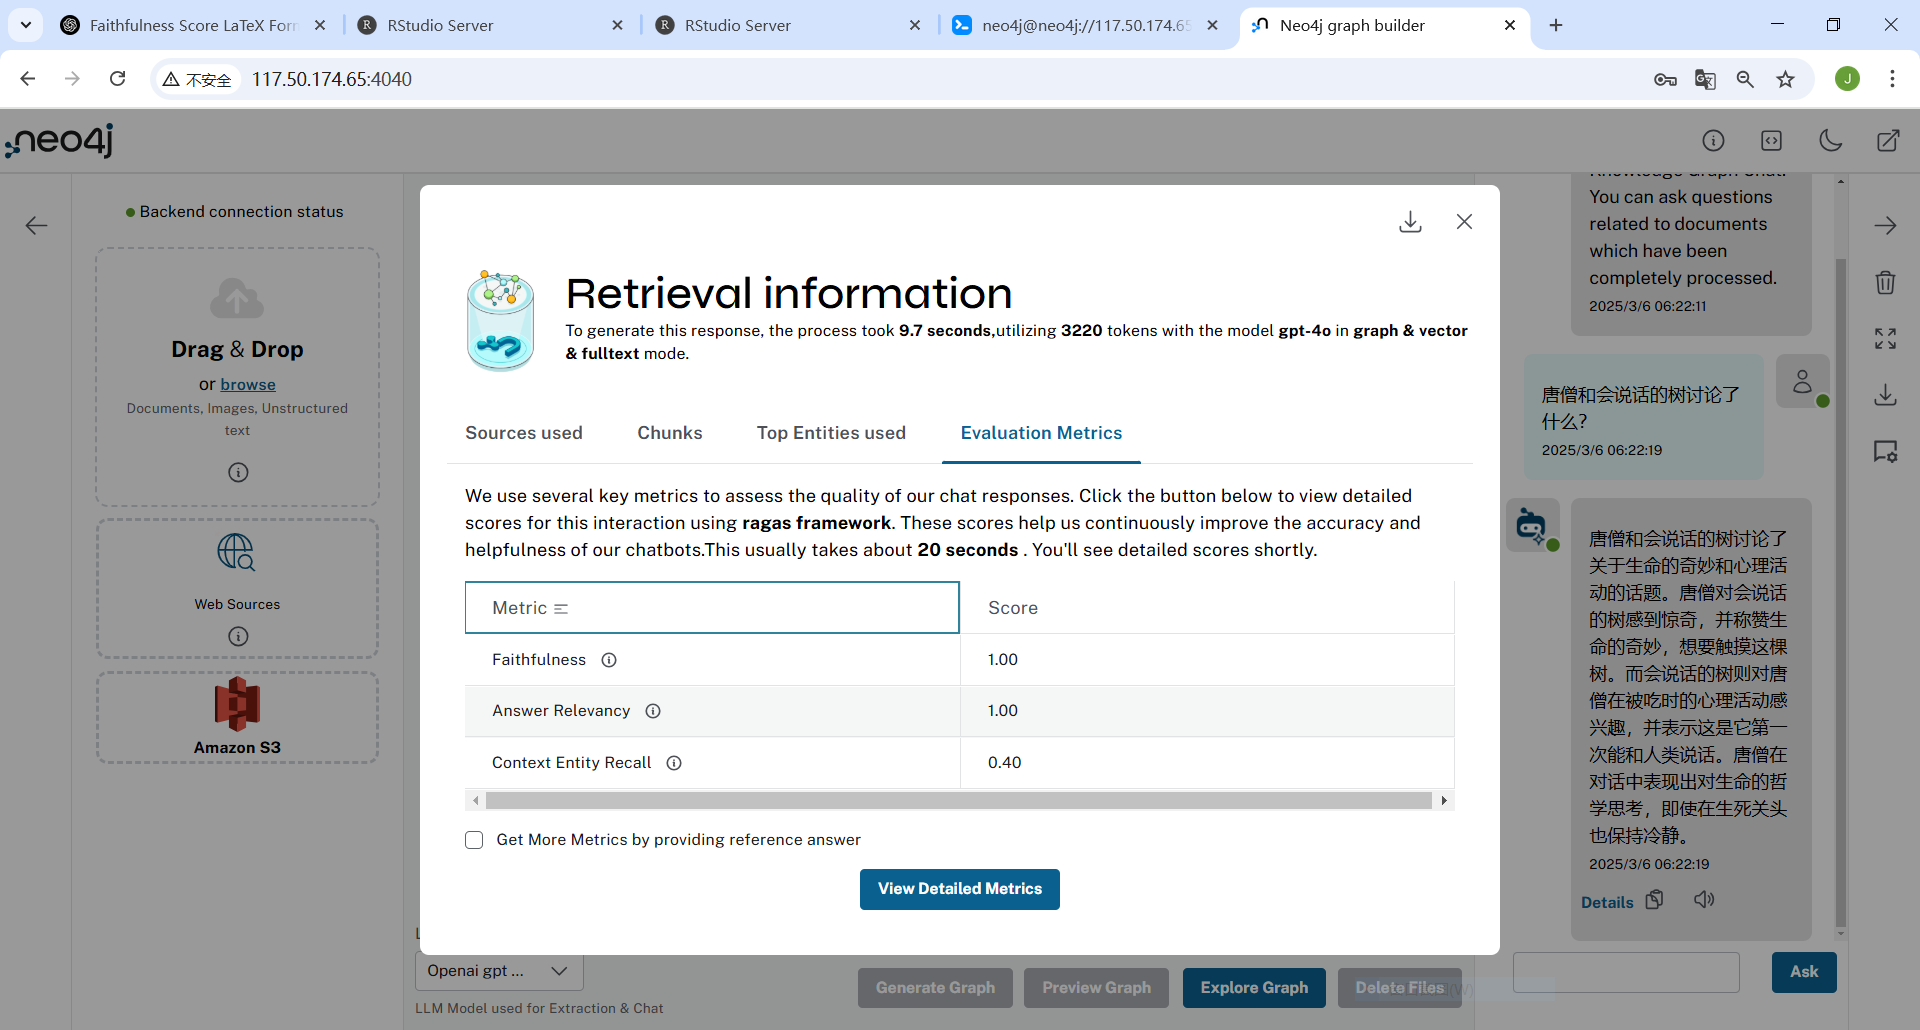 Faithfulness Score LaTeX Forr
RStudio Server
RStudio Server
neo4j@neo4j://117.50.174.65
Neo4j graph builder
不安全
117.50.174.65:4040
J
neo4j
Backend connection status
Drag & Drop
or browse
Documents, Images, Unstructured
text
Web Sources
Amazon S3
Retrieval information
To generate this response, the process took 9.7 seconds,utilizing 3220 tokens with the model gpt-4o in graph & vector
& fulltext mode.
Sources used
Chunks
Top Entities used
Evaluation Metrics
We use several key metrics to assess the quality of our chat responses. Click the button below to view detailed
scores for this interaction using ragas framework. These scores help us continuously improve the accuracy and
helpfulness of our chatbots.This usually takes about 20 seconds . You'll see detailed scores shortly.
Metric
Score
Faithfulness
1.00
Answer Relevancy
1.00
Context Entity Recall
0.40
Get More Metrics by providing reference answer
View Detailed Metrics
Openai gpt ...
LLM Model used for Extraction & Chat
Generate Graph
Preview Graph
Explore Graph
Delete Files
Knowledge Graph Chat.
You can ask questions
related to documents
which have been
completely processed.
2025/3/6 06:22:11
唐僧和会说话的树讨论了
什么?
2025/3/6 06:22:19
唐僧和会说话的树讨论了
关于生命的奇妙和心理活
动的话题。唐僧对会说话
的树感到惊奇，并称赞生
命的奇妙，想要触摸这棵
树。而会说话的树则对唐
僧在被吃时的心理活动感
兴趣，并表示这是它第一
次能和人类说话。唐僧在
对话中表现出对生命的哲
学思考，即使在生死关头
也保持冷静。
2025/3/6 06:22:19
Details
Ask